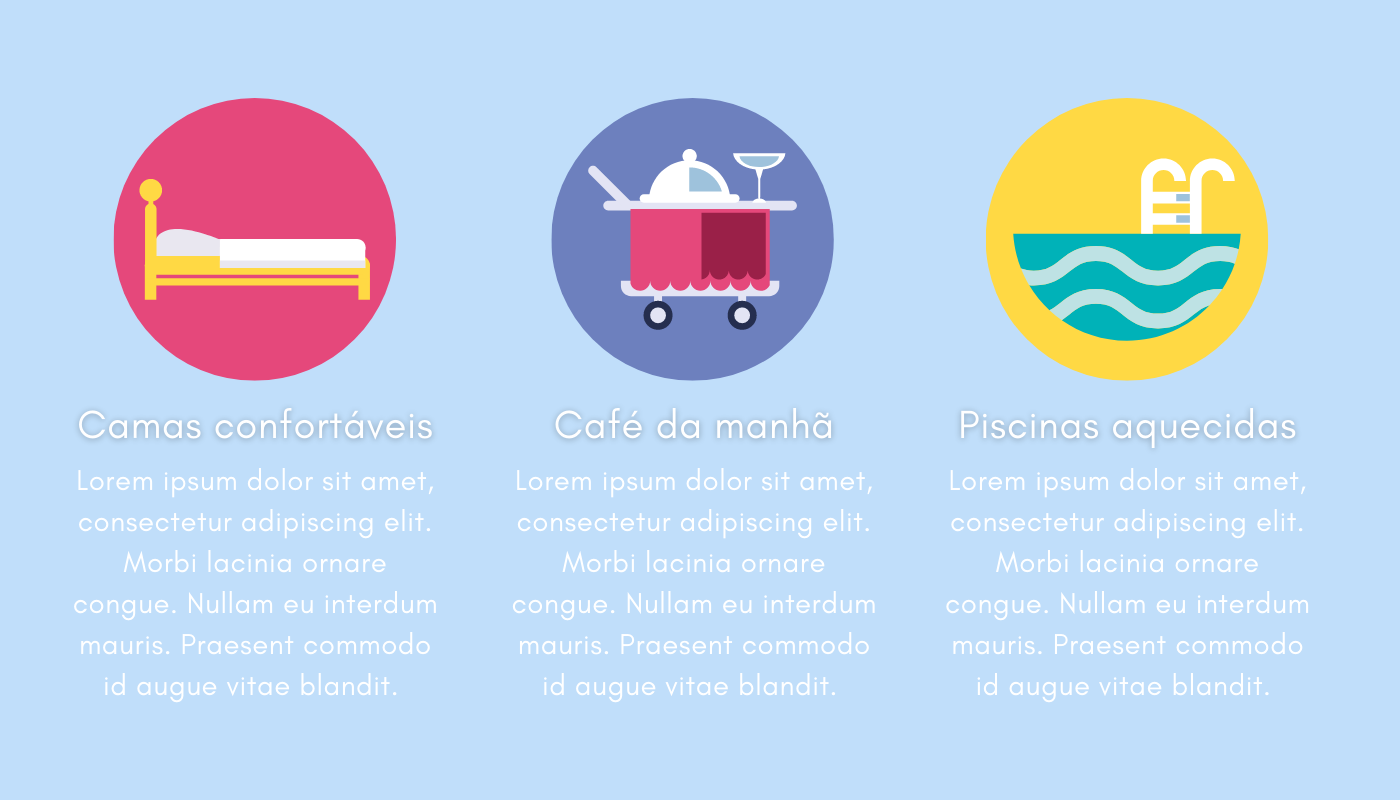 Camas confortáveis
Lorem ipsum dolor sit amet,
consectetur adipiscing elit.
Morbi lacinia ornare
congue. Nullam eu interdum
mauris. Praesent commodo
id augue vitae blandit.
Café da manhã
Lorem ipsum dolor sit amet,
consectetur adipiscing elit.
Morbi lacinia ornare
congue. Nullam eu interdum
mauris. Praesent commodo
id augue vitae blandit.
Piscinas aquecidas
Lorem ipsum dolor sit amet,
consectetur adipiscing elit.
Morbi lacinia ornare
congue. Nullam eu interdum
mauris. Praesent commodo
id augue vitae blandit.